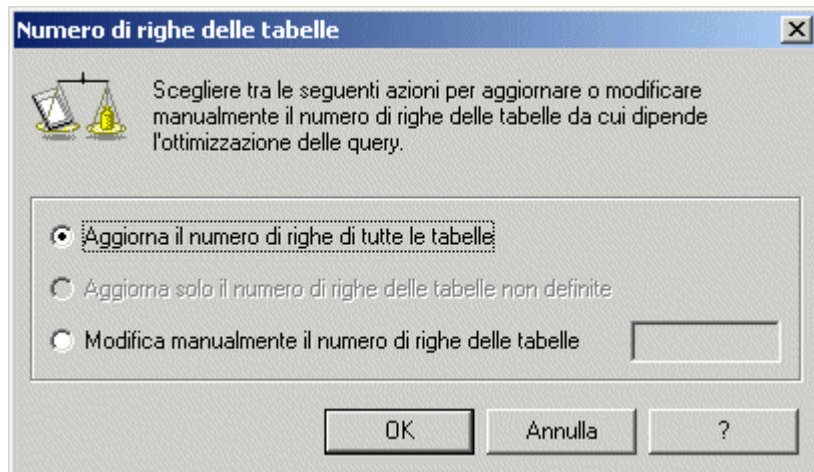 Numero di righe delle tabelle
Scegliere tra le seguenti azioni per aggiornare o modificare
manualmente il numero di righe delle tabelle da cui dipende
l'ottimizzazione delle query.
Aggiorna il numero di righe di tutte le tabelle
Aggiorna solo il numero di righe delle tabelle non definite
Modifica manualmente il numero di righe delle tabelle
OK Annulla ?